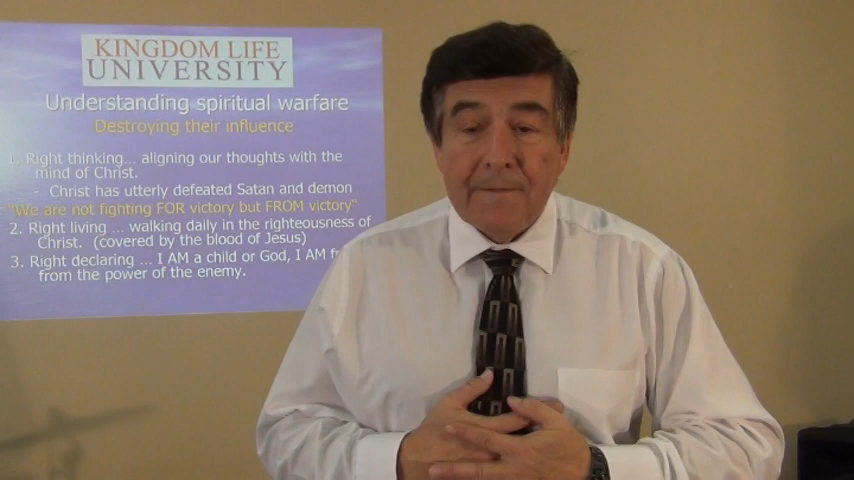 KINGDOM LIFE
UNIVERSITY
Understanding spiritual warfare
Destroying their influence
1. Right thinking... aligning our thoughts with the
mind of Christ.
- Christ has utterly defeated Satan and demon
"We are not fighting FOR victory but FROM victory"
2. Right living ... walking daily in the righteousness of
Christ. (covered by the blood of Jesus)
3. Right declaring ... I AM a child or God, I AM
from the power of the enemy.